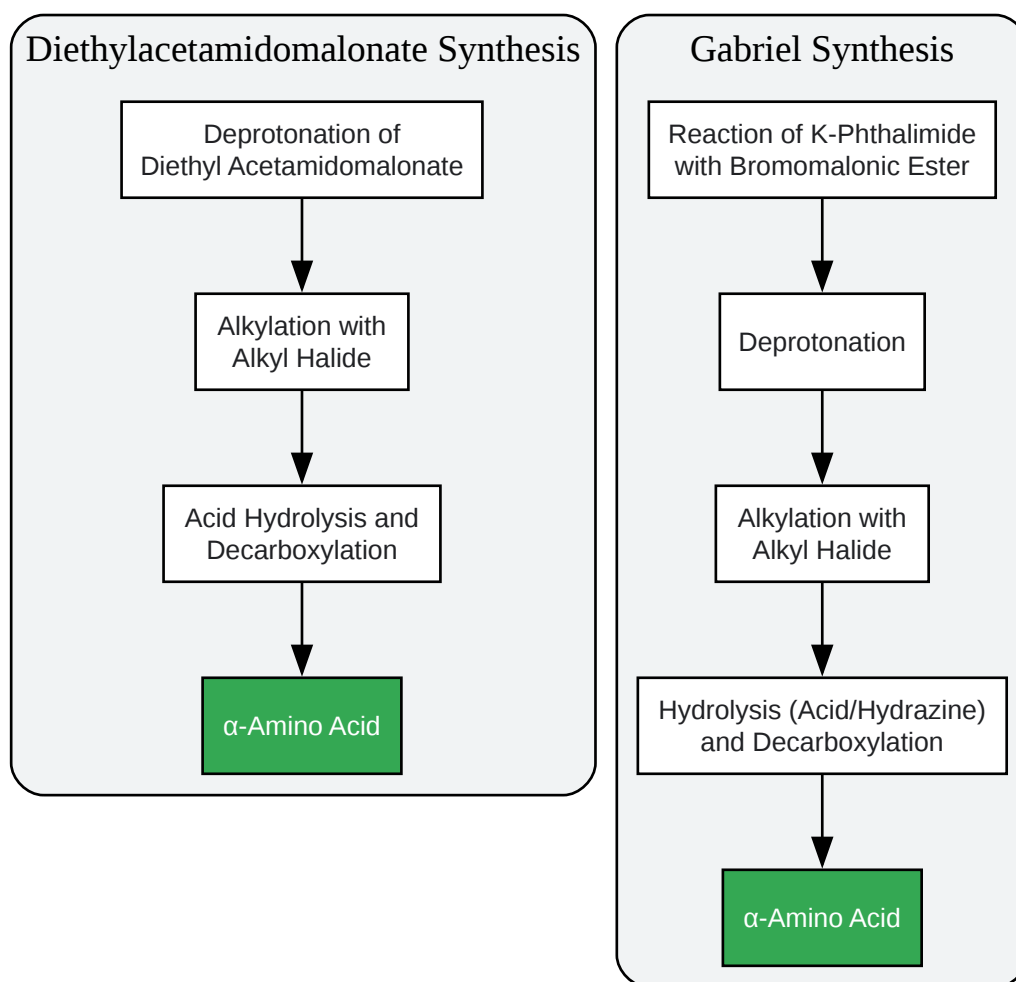 Diethylacetamidomalonate Synthesis
Deprotonation of
Diethyl Acetamidomalonate
Alkylation with
Alkyl Halide
Acid Hydrolysis and
Decarboxylation
α-Amino Acid
Gabriel Synthesis
Reaction of K-Phthalimide
with Bromomalonic Ester
Deprotonation
Alkylation with
Alkyl Halide
Hydrolysis (Acid/Hydrazine)
and Decarboxylation
α-Amino Acid